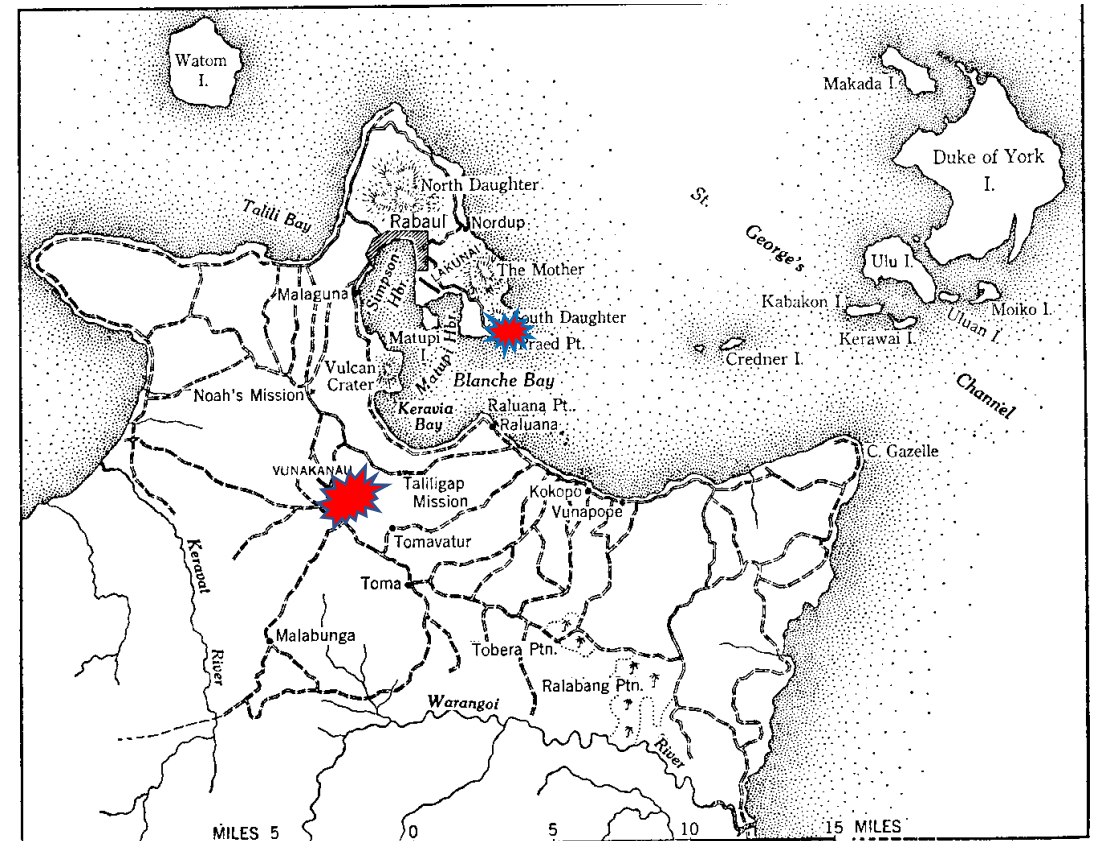 Watom
I.
Makada I.
Duke of York
I.
North Daughter
St.
George's
Channel
Talili Bay
Rabaul
Nordup
LAKUNAI
The Mother
Ulu I.
Simpson
Hbr.
Malaguna
Kabakon I.
Moiko I.
Uluan I.
Kerawai I.
South Daughter
Praed Pt.
Matupi
I.
Matupi Hbr.
Credner I.
Vulcan
Crater
Blanche Bay
Noah's Mission
Keravia
Bay
Raluana Pt.
Raluana
C. Gazelle
VUNAKANAU
Taliligap
Mission
Kokopo
Vunapope
Tomavatur
Keravat
River
Toma
Malabunga
Tobera Ptn.
Ralabang Ptn.
Warangoi
River
MILES 5 0 5 10 15 MILES